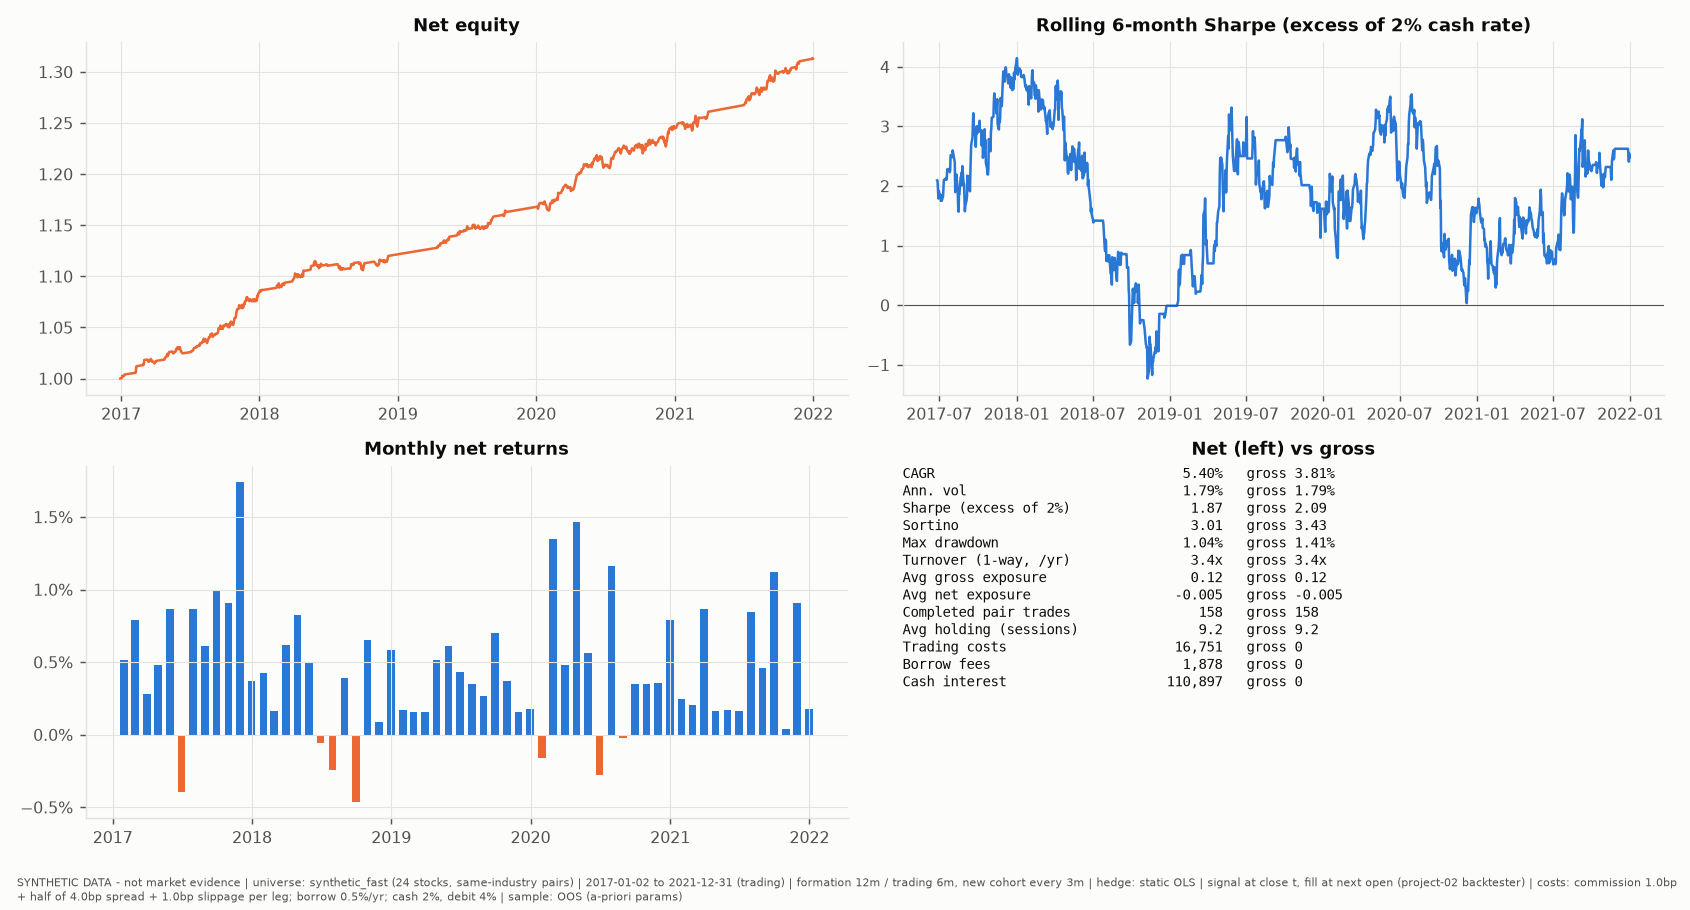 Net equity
1.30
1.25
1.20
1.15
1.10
1.05
1.00
2017 2018 2019 2020 2021 2022
Rolling 6-month Sharpe (excess of 2% cash rate)
4
3
2
1
0
−1
2017-07 2018-01 2018-07 2019-01 2019-07 2020-01 2020-07 2021-01 2021-07 2022-01
Monthly net returns
1.5%
1.0%
0.5%
0.0%
−0.5%
2017 2018 2019 2020 2021 2022
Net (left) vs gross
CAGR 5.40% gross 3.81%
Ann. vol 1.79% gross 1.79%
Sharpe (excess of 2%) 1.87 gross 2.09
Sortino 3.01 gross 3.43
Max drawdown 1.04% gross 1.41%
Turnover (1-way, /yr) 3.4x gross 3.4x
Avg gross exposure 0.12 gross 0.12
Avg net exposure -0.005 gross -0.005
Completed pair trades 158 gross 158
Avg holding (sessions) 9.2 gross 9.2
Trading costs 16,751 gross 0
Borrow fees 1,878 gross 0
Cash interest 110,897 gross 0
SYNTHETIC DATA - not market evidence | universe: synthetic_fast (24 stocks, same-industry pairs) | 2017-01-02 to 2021-12-31 (trading) | formation 12m / trading 6m, new cohort every 3m | hedge: static OLS | signal at close t, fill at next open (project-02 backtester) | costs: commission 1.0bp
+ half of 4.0bp spread + 1.0bp slippage per leg; borrow 0.5%/yr; cash 2%, debit 4% | sample: OOS (a-priori params)